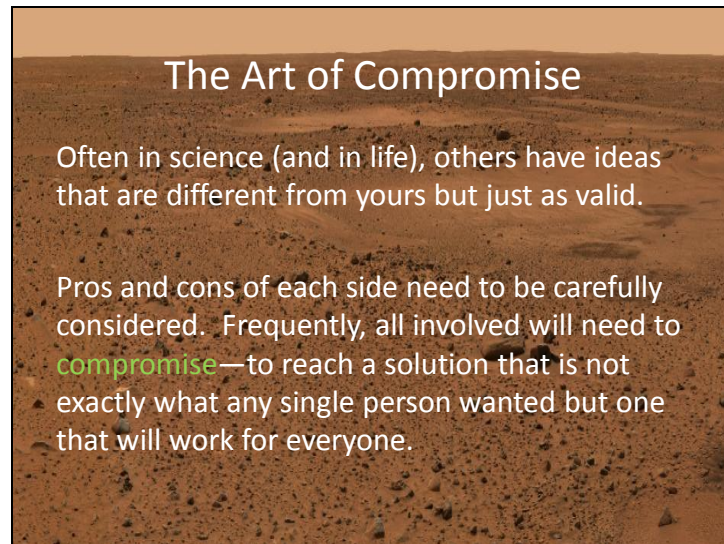 The Art of Compromise
Often in science (and in life), others have ideas
that are different from yours but just as valid.
Pros and cons of each side need to be carefully
considered.  Frequently, all involved will need to
compromise—to reach a solution that is not
exactly what any single person wanted but one
that will work for everyone.